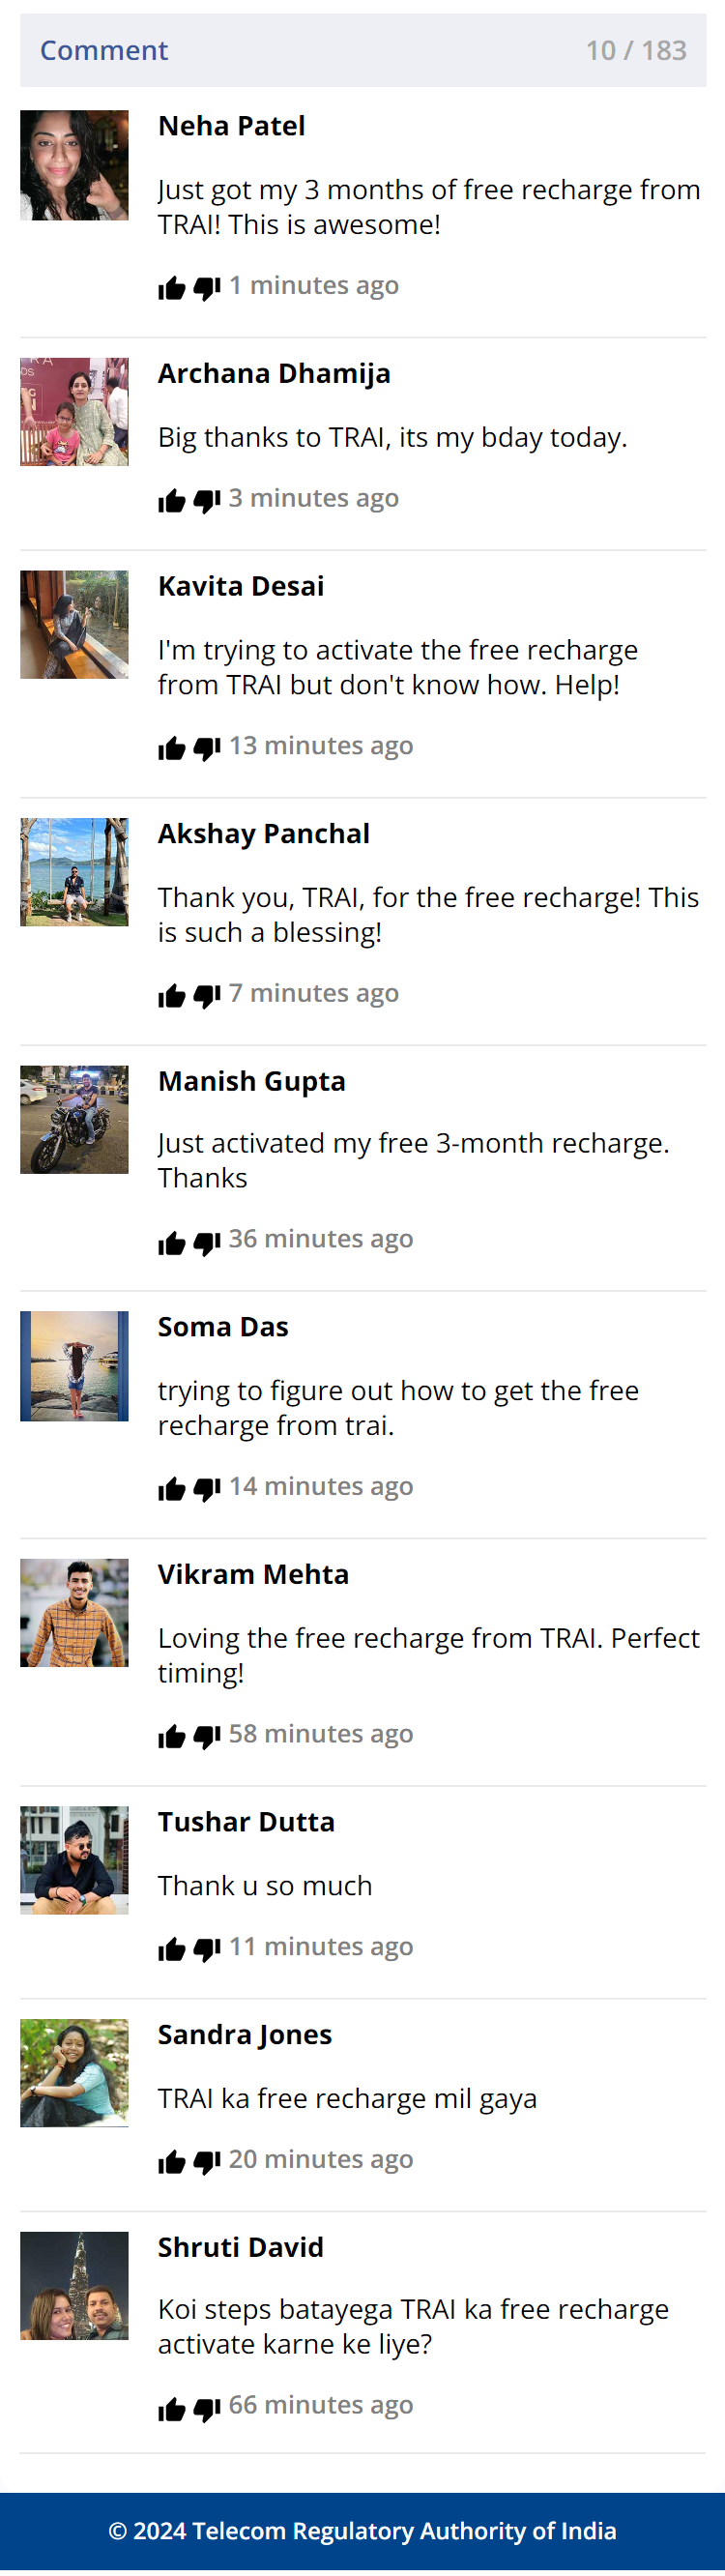 Comment 10 / 183
Neha Patel
Just got my 3 months of free recharge from
TRAI! This is awesome!
1 minutes ago
Archana Dhamija
Big thanks to TRAI, its my bday today.
3 minutes ago
Kavita Desai
I'm trying to activate the free recharge
from TRAI but don't know how. Help!
13 minutes ago
Akshay Panchal
Thank you, TRAI, for the free recharge! This
is such a blessing!
7 minutes ago
Manish Gupta
Just activated my free 3-month recharge.
Thanks
36 minutes ago
Soma Das
trying to figure out how to get the free
recharge from trai.
14 minutes ago
Vikram Mehta
Loving the free recharge from TRAI. Perfect
timing!
58 minutes ago
Tushar Dutta
Thank u so much
11 minutes ago
Sandra Jones
TRAI ka free recharge mil gaya
20 minutes ago
Shruti David
Koi steps batayega TRAI ka free recharge
activate karne ke liye?
66 minutes ago
© 2024 Telecom Regulatory Authority of India